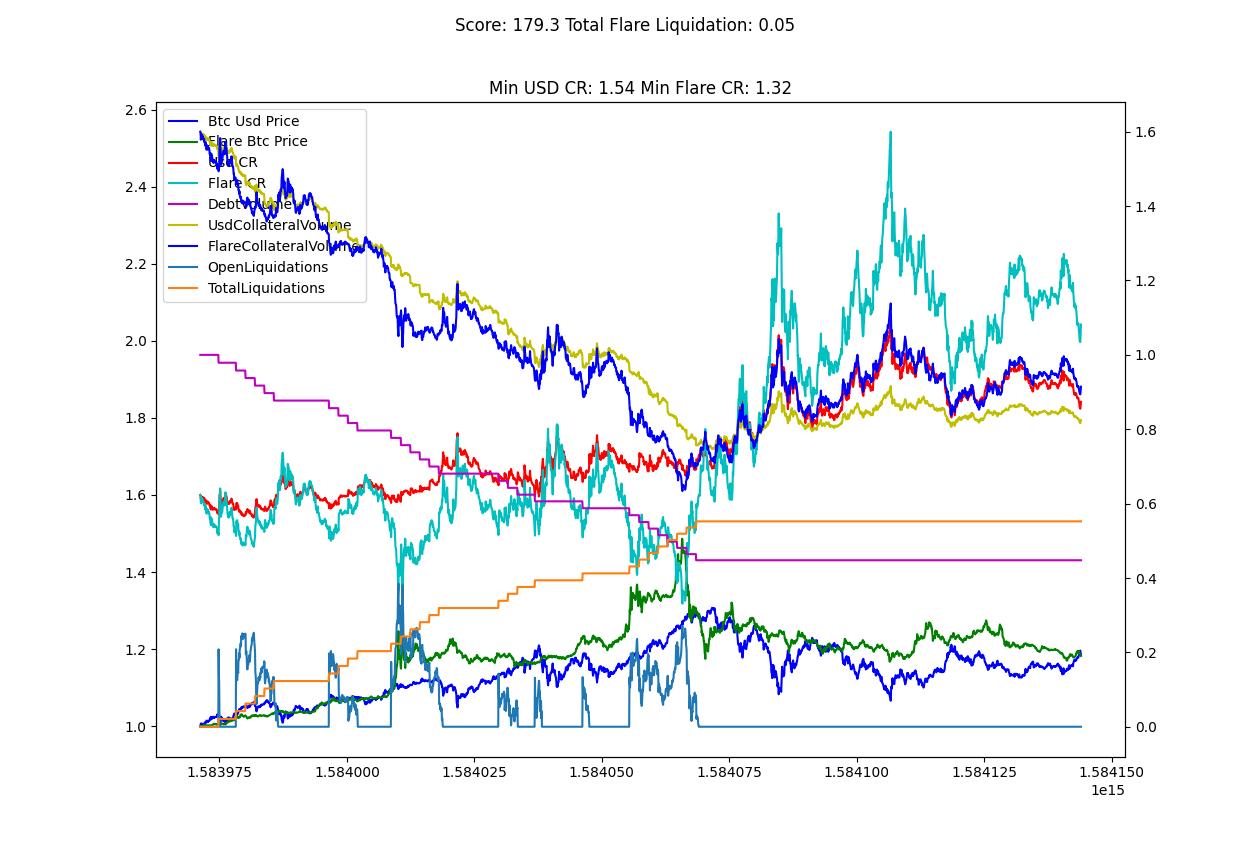 Score: 179.3 Total Flare Liquidation: 0.05
Min USD CR: 1.54 Min Flare CR: 1.32
Btc Usd Price
Flare Btc Price
Usd CR
Flare CR
DebtVolume
UsdCollateralVolume
FlareCollateralVolume
OpenLiquidations
TotalLiquidations
2.6
2.4
2.2
2.0
1.8
1.6
1.4
1.2
1.0
1.6
1.4
1.2
1.0
0.8
0.6
0.4
0.2
0.0
1.583975 1.584000 1.584025 1.584050 1.584075 1.584100 1.584125 1.584150
1e15